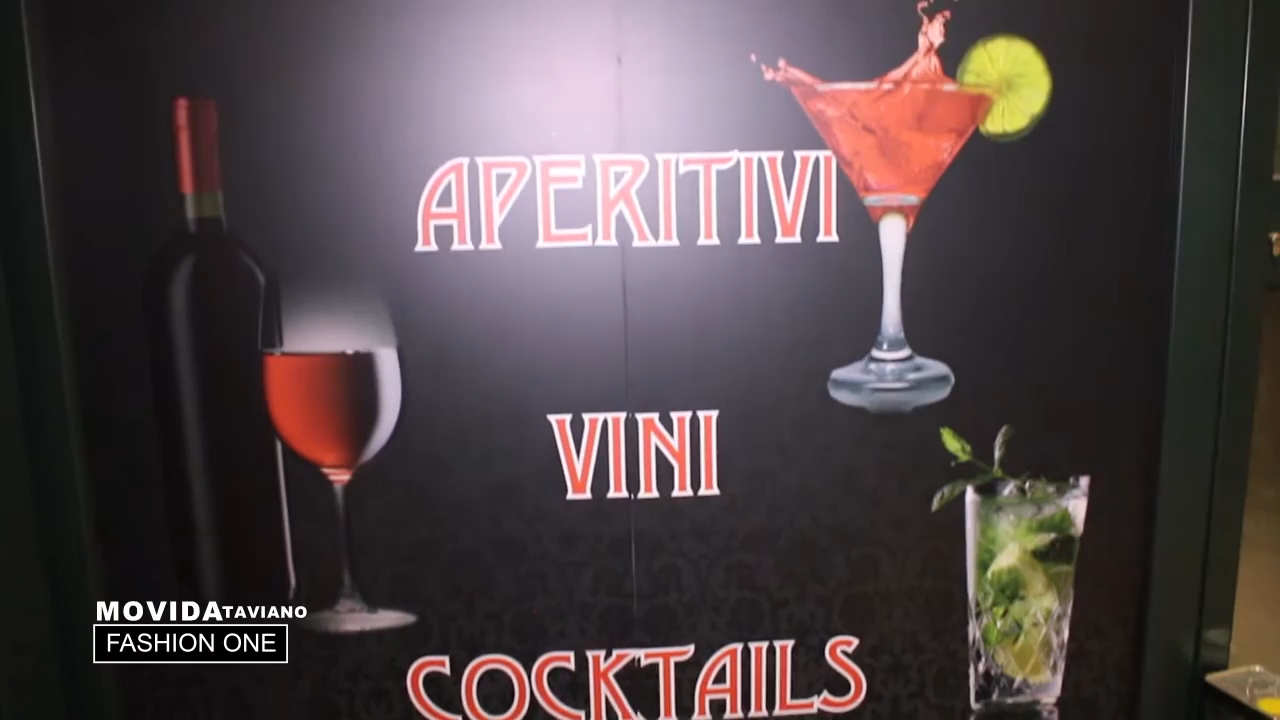 APERITIVI
VINI
COCKTAILS
MOVIDATAVIANO
FASHION ONE